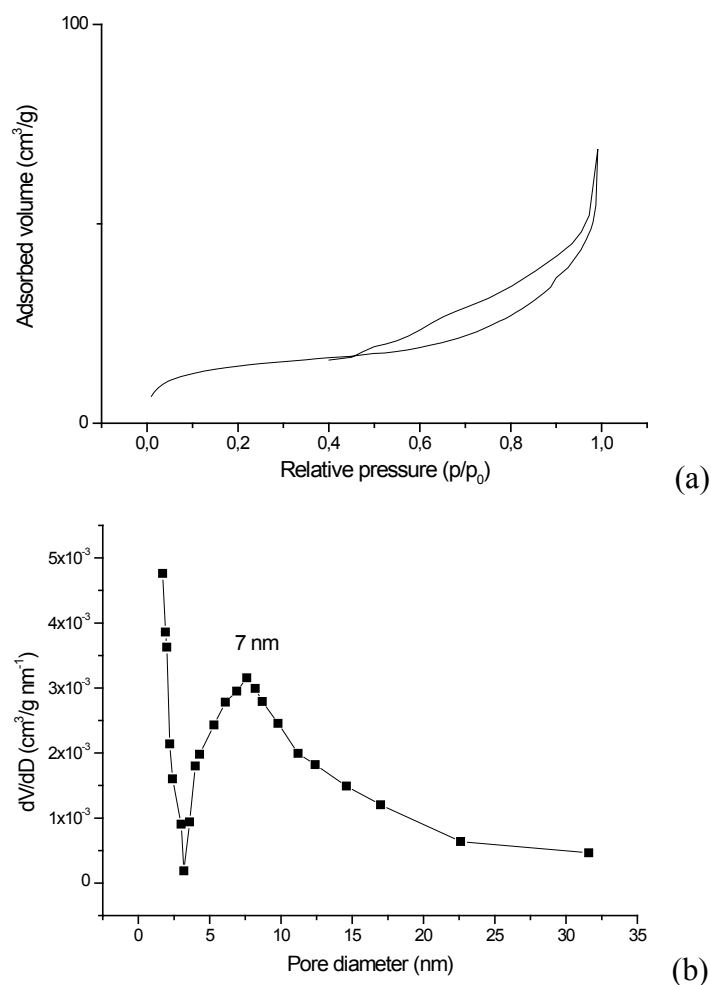 100
Adsorbed volume (cm³/g)
0
0,0 0,2 0,4 0,6 0,8 1,0
Relative pressure (p/p₀)
(a)
5x10⁻³
4x10⁻³
3x10⁻³
2x10⁻³
1x10⁻³
0
dV/dD (cm³/g nm⁻¹)
7 nm
0 5 10 15 20 25 30 35
Pore diameter (nm)
(b)